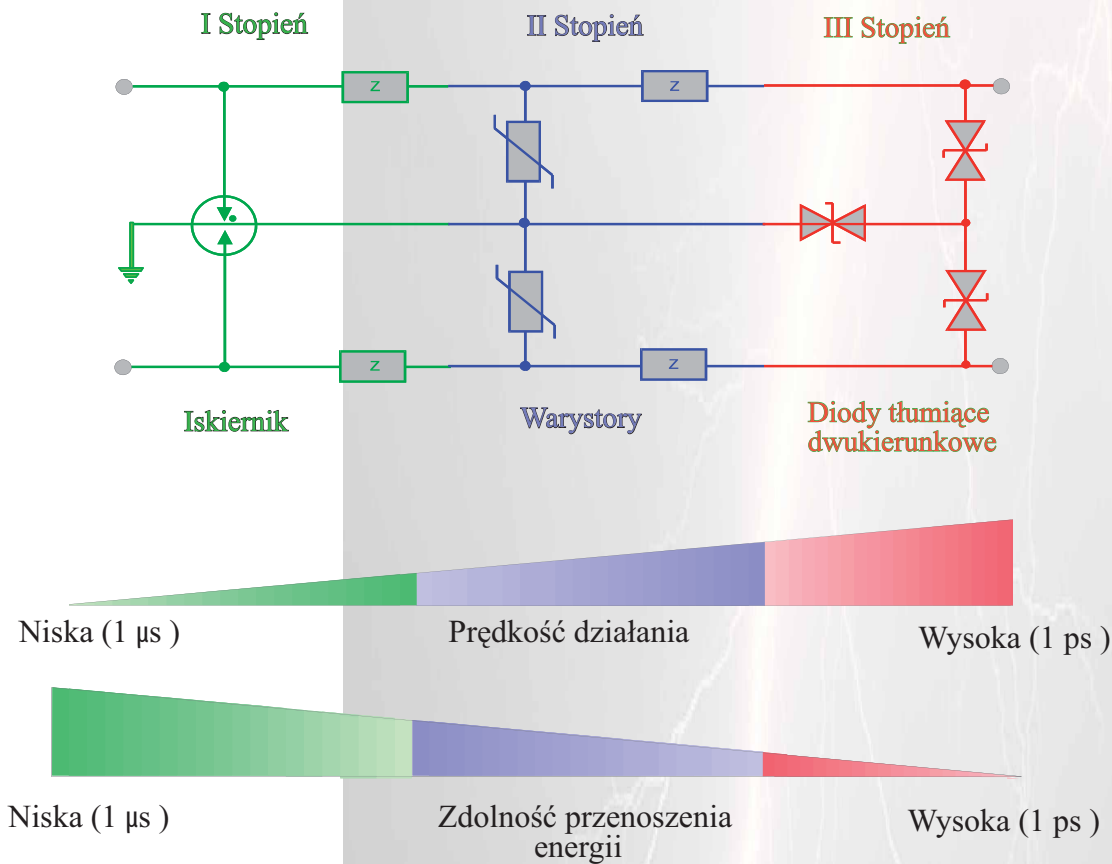 I Stopień
II Stopień
III Stopień
Z
Z
Z
Z
Iskiernik
Warystory
Diody tłumiące
dwukierunkowe
Niska (1 µs )
Prędkość działania
Wysoka (1 ps )
Niska (1 µs )
Zdolność przenoszenia
energii
Wysoka (1 ps )